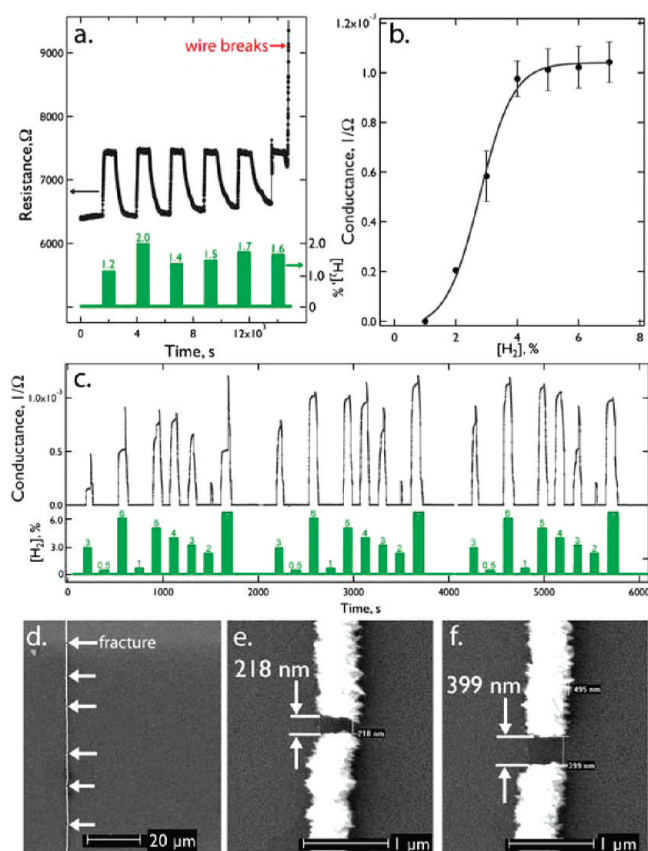 a.
wire breaks
9000
8000
7000
6000
Resistance, Ω
1.2
2.0
1.4
1.5
1.7
1.6
2.0
1.0
0
[H2], %
0
4
8
12x10³
Time, s
b.
1.2x10⁻³
1.0
0.8
0.6
0.4
0.2
0.0
Conductance, 1/Ω
0
2
4
6
8
[H2], %
c.
1.0x10⁻³
0.5
0.0
Conductance, 1/Ω
6.0
3.0
0
[H2], %
3
0.5
6
1
5
4
3
2
7
3
0.5
6
1
5
4
3
2
7
3
0.5
6
1
5
4
3
2
7
0
1000
2000
3000
4000
5000
6000
Time, s
d.
fracture
20 µm
e.
218 nm
218 nm
1 µm
f.
495 nm
399 nm
399 nm
1 µm